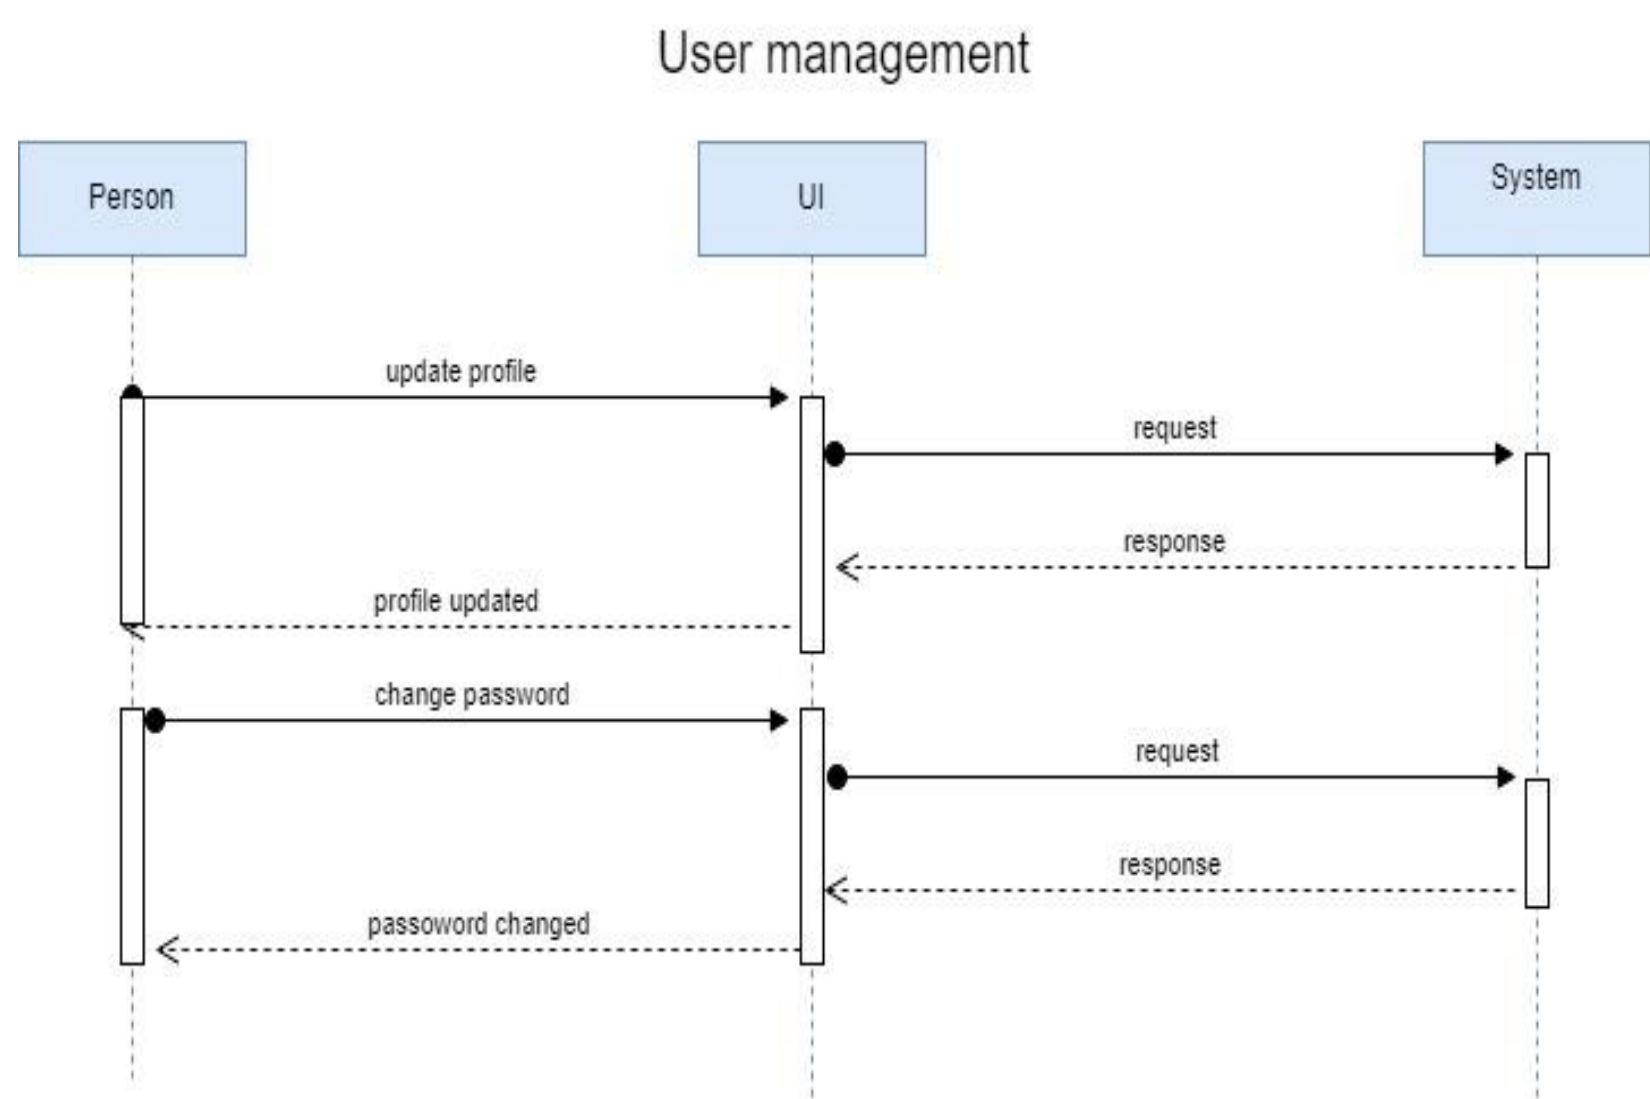 User management
Person
UI
System
update profile
request
response
profile updated
change password
request
response
passoword changed